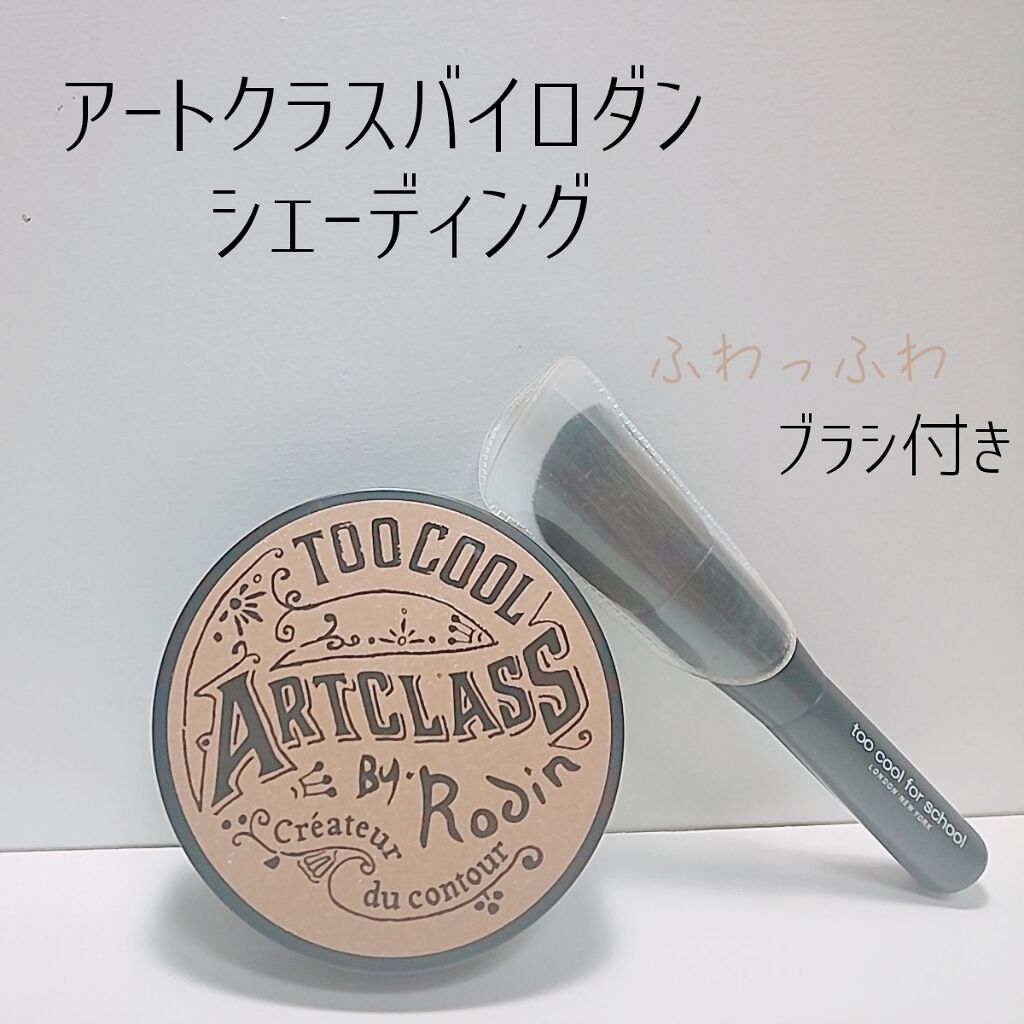 アートクラスバイロダン
シェーディング
ふわっふわ
ブラシ付き
TOO COOL
ARTCLASS
By. Rodin
Créateur
du contour
too cool for school
LONDON NEW YORK